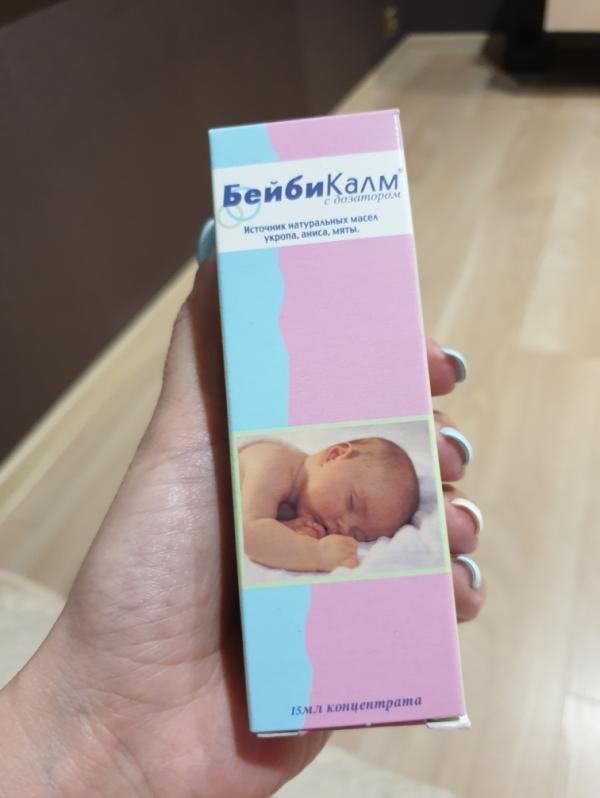 БейбиКалм®
с дозатором
Источник натуральных масел
укропа, аниса, мяты.
15мл концентрата